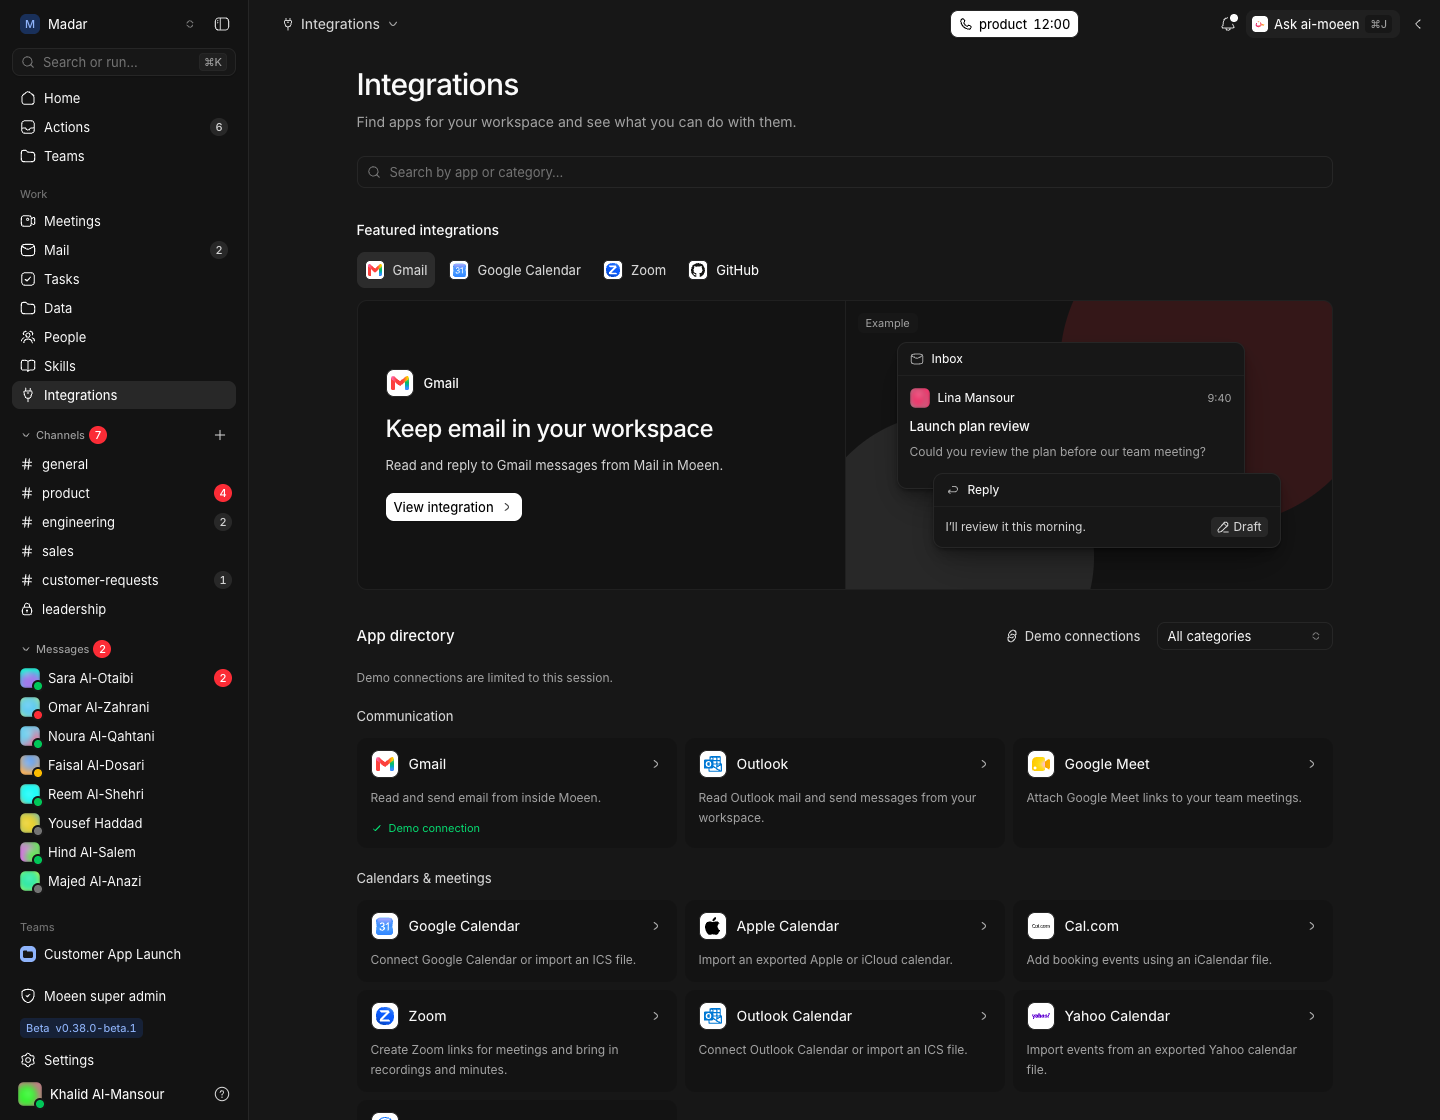 M Madar
Search or run... ⌘K
Home
Actions 6
Teams
Work
Meetings
Mail 2
Tasks
Data
People
Skills
Integrations
Channels 7
# general
# product 4
# engineering 2
# sales
# customer-requests 1
leadership
Messages 2
Sara Al-Otaibi 2
Omar Al-Zahrani
Noura Al-Qahtani
Faisal Al-Dosari
Reem Al-Shehri
Yousef Haddad
Hind Al-Salem
Majed Al-Anazi
Teams
Customer App Launch
Moeen super admin
Beta v0.38.0-beta.1
Settings
Khalid Al-Mansour
Integrations
product 12:00
Ask ai-moeen ⌘J
Integrations
Find apps for your workspace and see what you can do with them.
Search by app or category...
Featured integrations
Gmail
31 Google Calendar
Zoom
GitHub
Gmail
Keep email in your workspace
Read and reply to Gmail messages from Mail in Moeen.
View integration
Example
Inbox
Lina Mansour 9:40
Launch plan review
Could you review the plan before our team meeting?
Reply
I'll review it this morning. Draft
App directory
Demo connections
All categories
Demo connections are limited to this session.
Communication
Gmail
Read and send email from inside Moeen.
Demo connection
Outlook
Read Outlook mail and send messages from your
workspace.
Google Meet
Attach Google Meet links to your team meetings.
Calendars & meetings
31 Google Calendar
Connect Google Calendar or import an ICS file.
Apple Calendar
Import an exported Apple or iCloud calendar.
Cal.com Cal.com
Add booking events using an iCalendar file.
Zoom
Create Zoom links for meetings and bring in
recordings and minutes.
Outlook Calendar
Connect Outlook Calendar or import an ICS file.
yahoo! Yahoo Calendar
Import events from an exported Yahoo calendar
file.